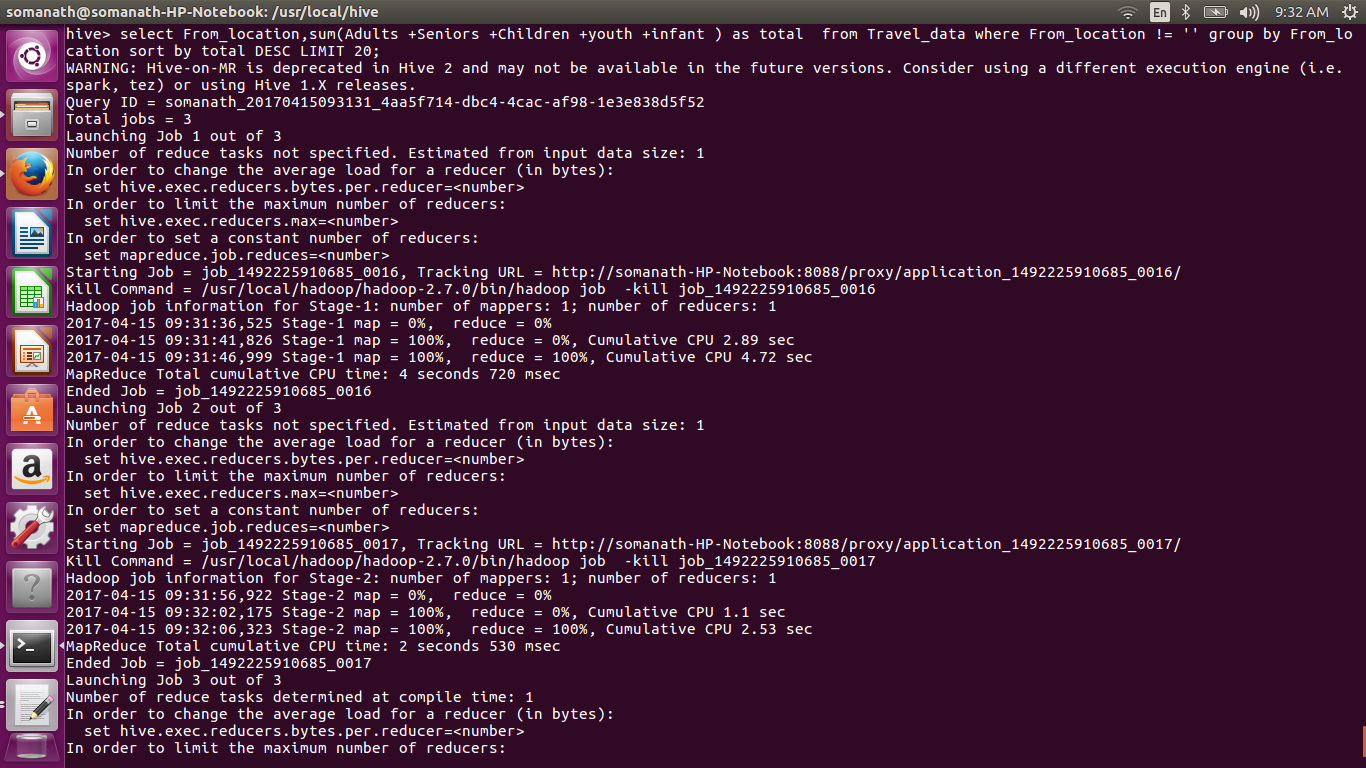 somanath@somanath-HP-Notebook: /usr/local/hive
En
9:32 AM
hive> select From_location,sum(Adults +Seniors +Children +youth +infant ) as total  from Travel_data where From_location != '' group by From_lo
cation sort by total DESC LIMIT 20;
WARNING: Hive-on-MR is deprecated in Hive 2 and may not be available in the future versions. Consider using a different execution engine (i.e.
spark, tez) or using Hive 1.X releases.
Query ID = somanath_20170415093131_4aa5f714-dbc4-4cac-af98-1e3e838d5f52
Total jobs = 3
Launching Job 1 out of 3
Number of reduce tasks not specified. Estimated from input data size: 1
In order to change the average load for a reducer (in bytes):
  set hive.exec.reducers.bytes.per.reducer=<number>
In order to limit the maximum number of reducers:
  set hive.exec.reducers.max=<number>
In order to set a constant number of reducers:
  set mapreduce.job.reduces=<number>
Starting Job = job_1492225910685_0016, Tracking URL = http://somanath-HP-Notebook:8088/proxy/application_1492225910685_0016/
Kill Command = /usr/local/hadoop/hadoop-2.7.0/bin/hadoop job  -kill job_1492225910685_0016
Hadoop job information for Stage-1: number of mappers: 1; number of reducers: 1
2017-04-15 09:31:36,525 Stage-1 map = 0%,  reduce = 0%
2017-04-15 09:31:41,826 Stage-1 map = 100%,  reduce = 0%, Cumulative CPU 2.89 sec
2017-04-15 09:31:46,999 Stage-1 map = 100%,  reduce = 100%, Cumulative CPU 4.72 sec
MapReduce Total cumulative CPU time: 4 seconds 720 msec
Ended Job = job_1492225910685_0016
Launching Job 2 out of 3
Number of reduce tasks not specified. Estimated from input data size: 1
In order to change the average load for a reducer (in bytes):
  set hive.exec.reducers.bytes.per.reducer=<number>
In order to limit the maximum number of reducers:
  set hive.exec.reducers.max=<number>
In order to set a constant number of reducers:
  set mapreduce.job.reduces=<number>
Starting Job = job_1492225910685_0017, Tracking URL = http://somanath-HP-Notebook:8088/proxy/application_1492225910685_0017/
Kill Command = /usr/local/hadoop/hadoop-2.7.0/bin/hadoop job  -kill job_1492225910685_0017
Hadoop job information for Stage-2: number of mappers: 1; number of reducers: 1
2017-04-15 09:31:56,922 Stage-2 map = 0%,  reduce = 0%
2017-04-15 09:32:02,175 Stage-2 map = 100%,  reduce = 0%, Cumulative CPU 1.1 sec
2017-04-15 09:32:06,323 Stage-2 map = 100%,  reduce = 100%, Cumulative CPU 2.53 sec
MapReduce Total cumulative CPU time: 2 seconds 530 msec
Ended Job = job_1492225910685_0017
Launching Job 3 out of 3
Number of reduce tasks determined at compile time: 1
In order to change the average load for a reducer (in bytes):
  set hive.exec.reducers.bytes.per.reducer=<number>
In order to limit the maximum number of reducers: